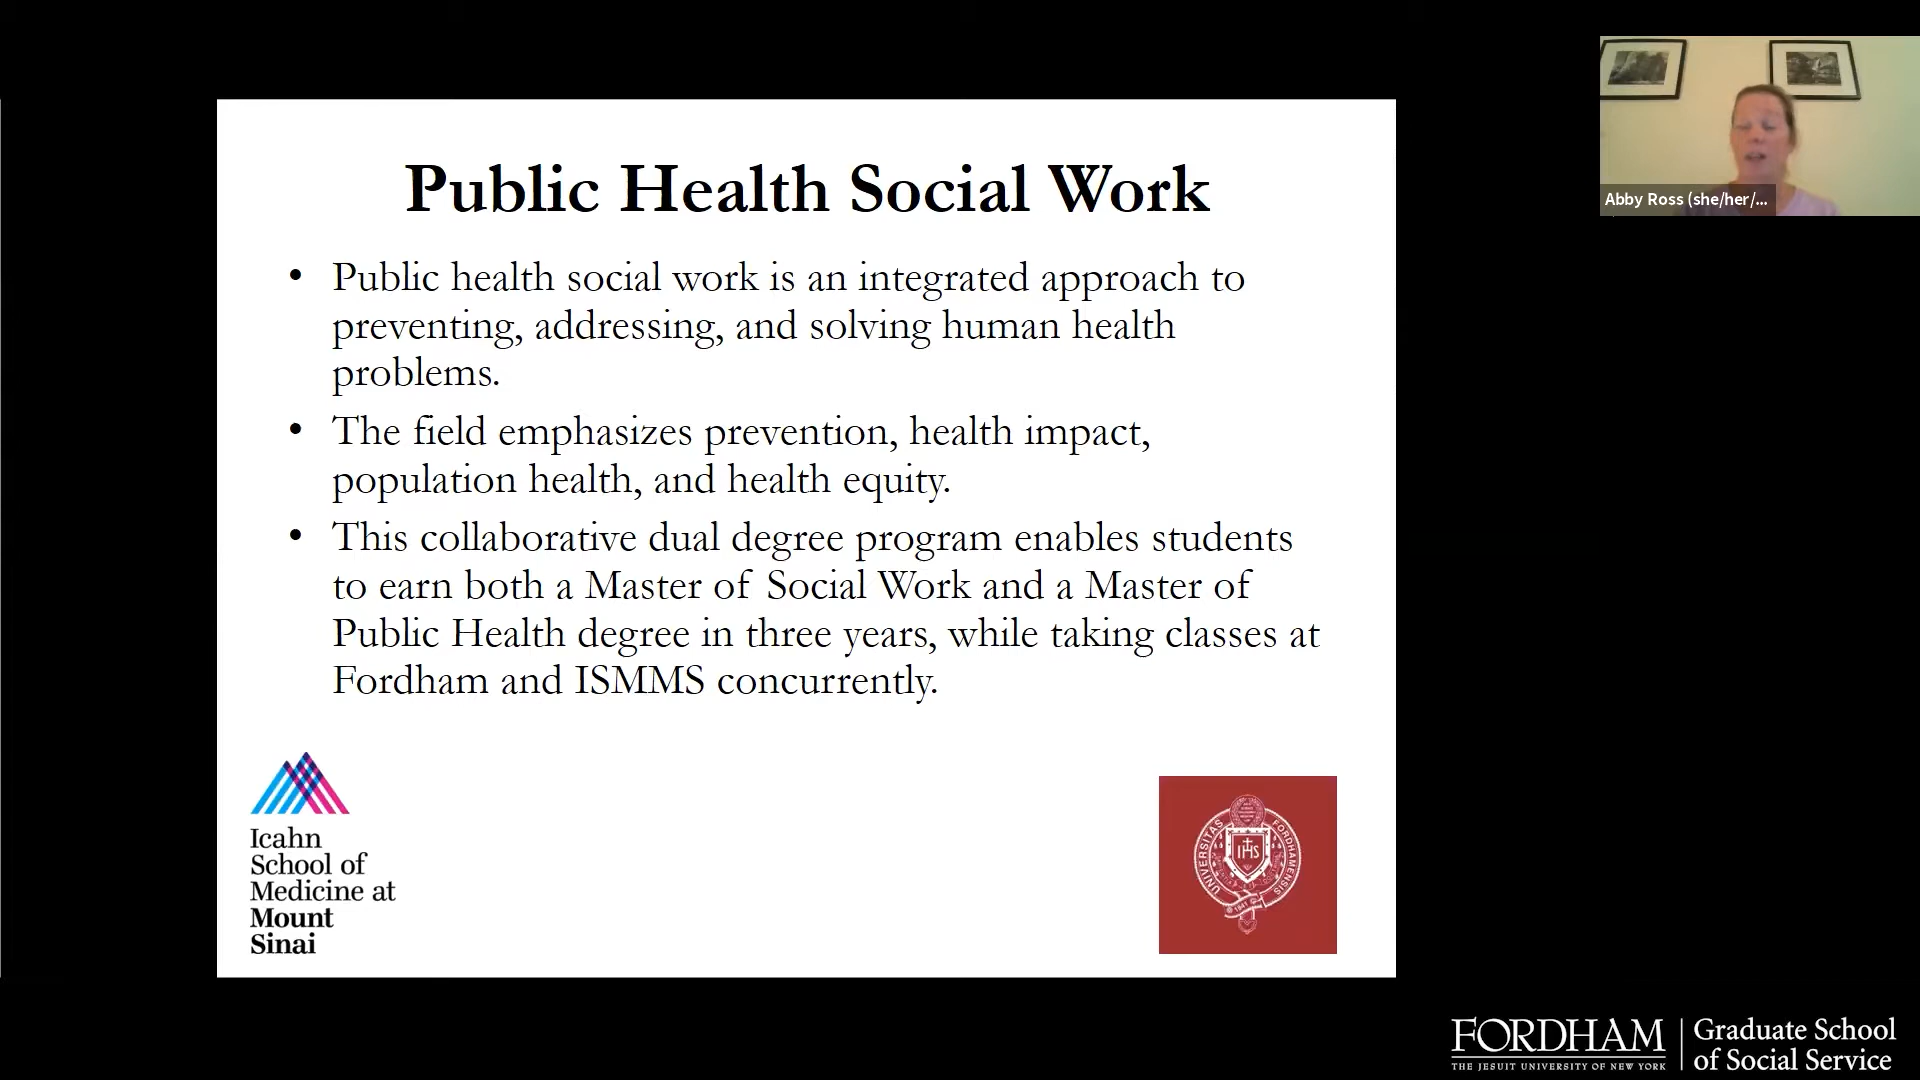 Public Health Social Work
• Public health social work is an integrated approach to
preventing, addressing, and solving human health
problems.
• The field emphasizes prevention, health impact,
population health, and health equity.
• This collaborative dual degree program enables students
to earn both a Master of Social Work and a Master of
Public Health degree in three years, while taking classes at
Fordham and ISMMS concurrently.
Icahn
School of
Medicine at
Mount
Sinai
UNIVERSITAS FORDHAMENSIS
IHS
1841
Abby Ross (she/her/...
FORDHAM
THE JESUIT UNIVERSITY OF NEW YORK
Graduate School
of Social Service